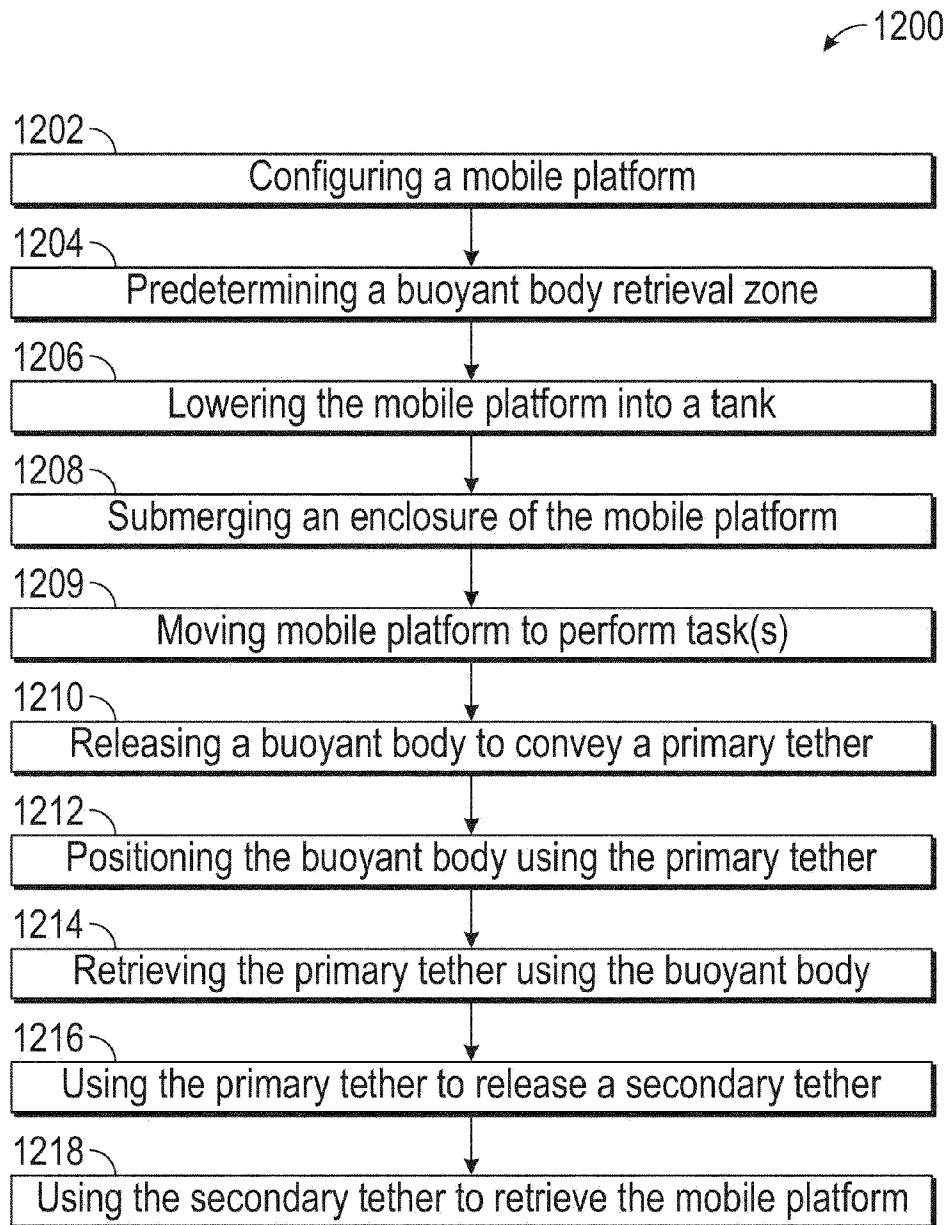 1200
1202
Configuring a mobile platform
1204
Predetermining a buoyant body retrieval zone
1206
Lowering the mobile platform into a tank
1208
Submerging an enclosure of the mobile platform
1209
Moving mobile platform to perform task(s)
1210
Releasing a buoyant body to convey a primary tether
1212
Positioning the buoyant body using the primary tether
1214
Retrieving the primary tether using the buoyant body
1216
Using the primary tether to release a secondary tether
1218
Using the secondary tether to retrieve the mobile platform